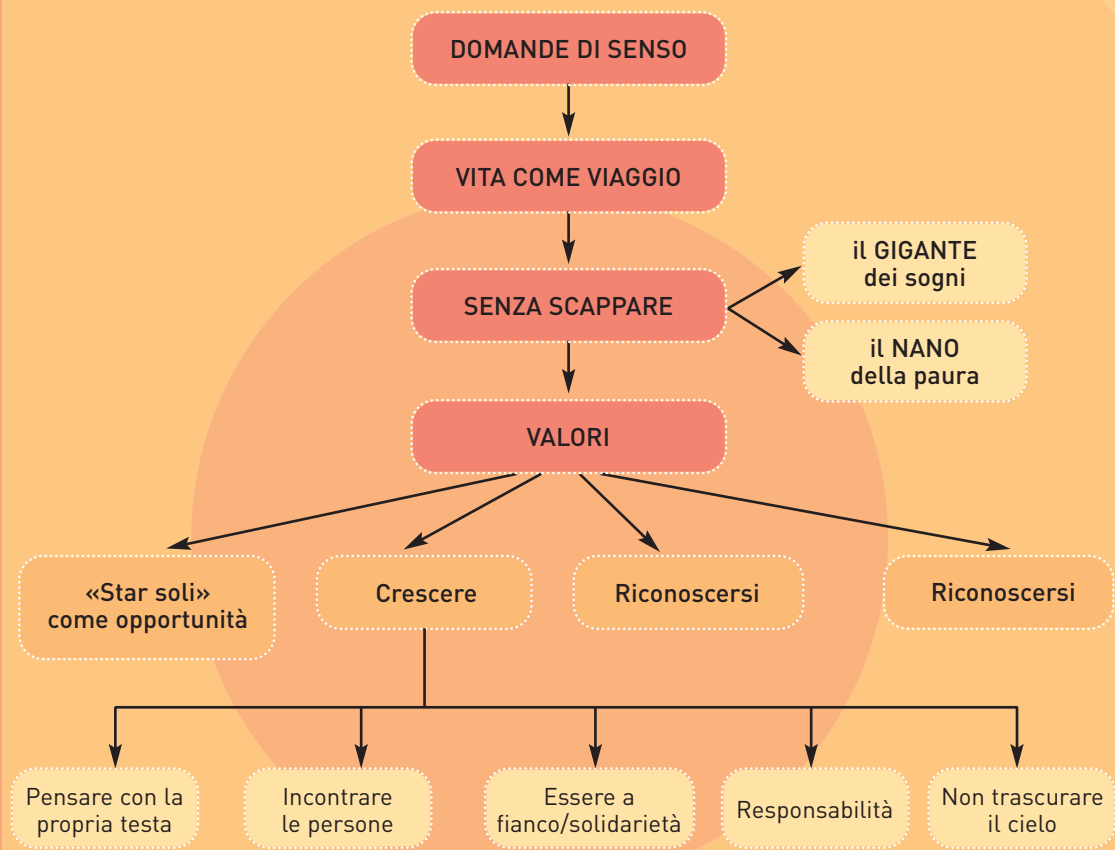 DOMANDE DI SENSO
VITA COME VIAGGIO
il GIGANTE
dei sogni
SENZA SCAPPARE
il NANO
della paura
VALORI
«Star soli»
come opportunità
Crescere
Riconoscersi
Riconoscersi
Pensare con la
propria testa
Incontrare
le persone
Essere a
fianco/solidarietà
Responsabilità
Non trascurare
il cielo